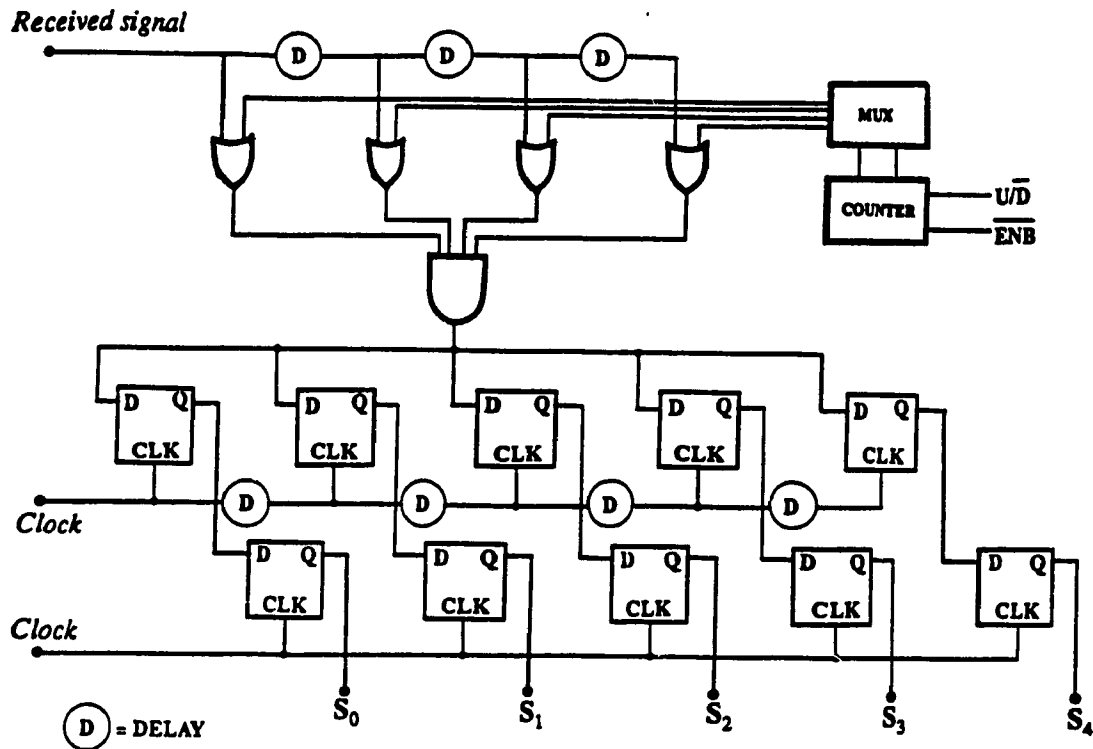 Received signal
D D D
MUX
COUNTER
U/D̅
E̅N̅B̅
D Q D Q D Q D Q D Q
CLK CLK CLK CLK CLK
D D D D
Clock
D Q D Q D Q D Q D Q
CLK CLK CLK CLK CLK
Clock
S₀ S₁ S₂ S₃ S₄
D = DELAY